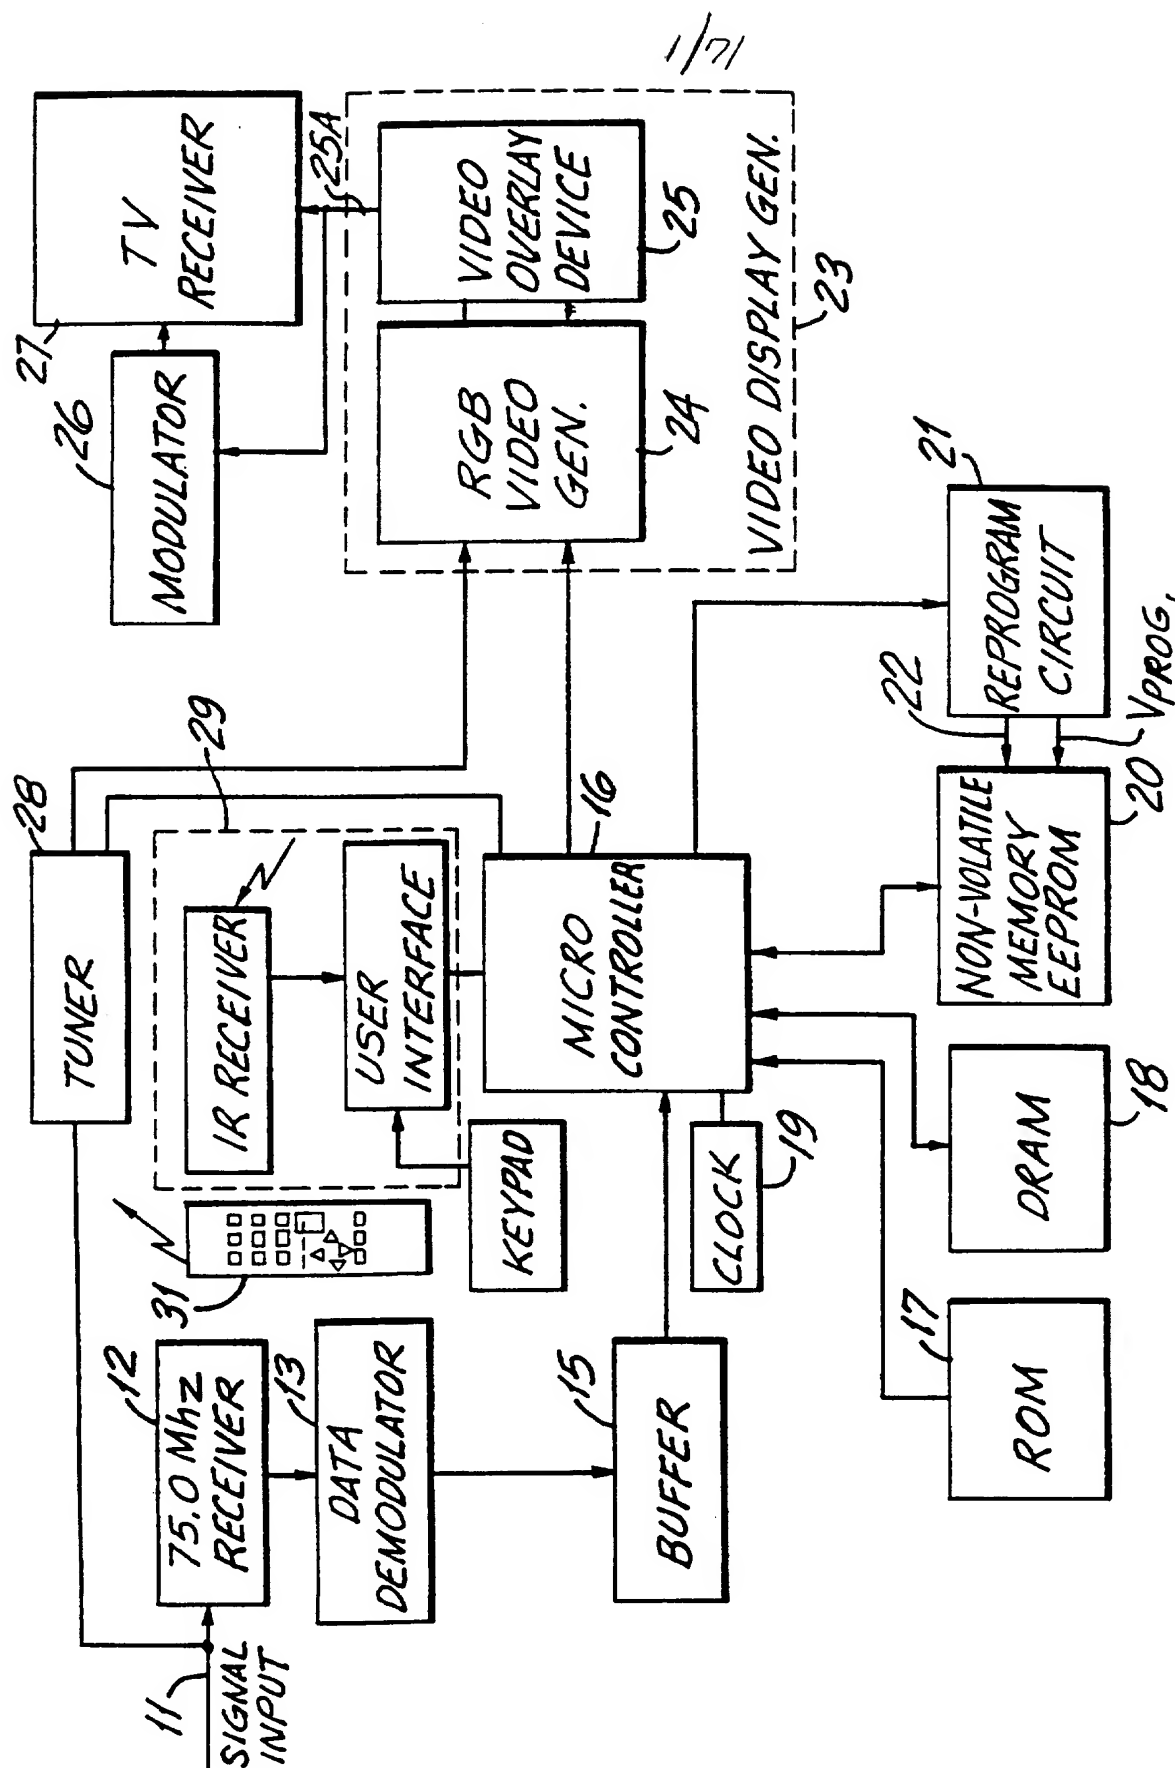 1/71
27
TV
RECEIVER
26
MODULATOR
25A
VIDEO
OVERLAY
DEVICE
25
RGB
VIDEO
GEN.
24
VIDEO DISPLAY GEN.
23
28
TUNER
29
IR RECEIVER
USER
INTERFACE
16
MICRO
CONTROLLER
21
REPROGRAM
CIRCUIT
22
VPROG.
NON-VOLATILE
MEMORY
EEPROM
20
31
KEYPAD
CLOCK
19
DRAM
18
12
75.0 Mhz
RECEIVER
13
DATA
DEMODULATOR
15
BUFFER
17
ROM
11
SIGNAL
INPUT